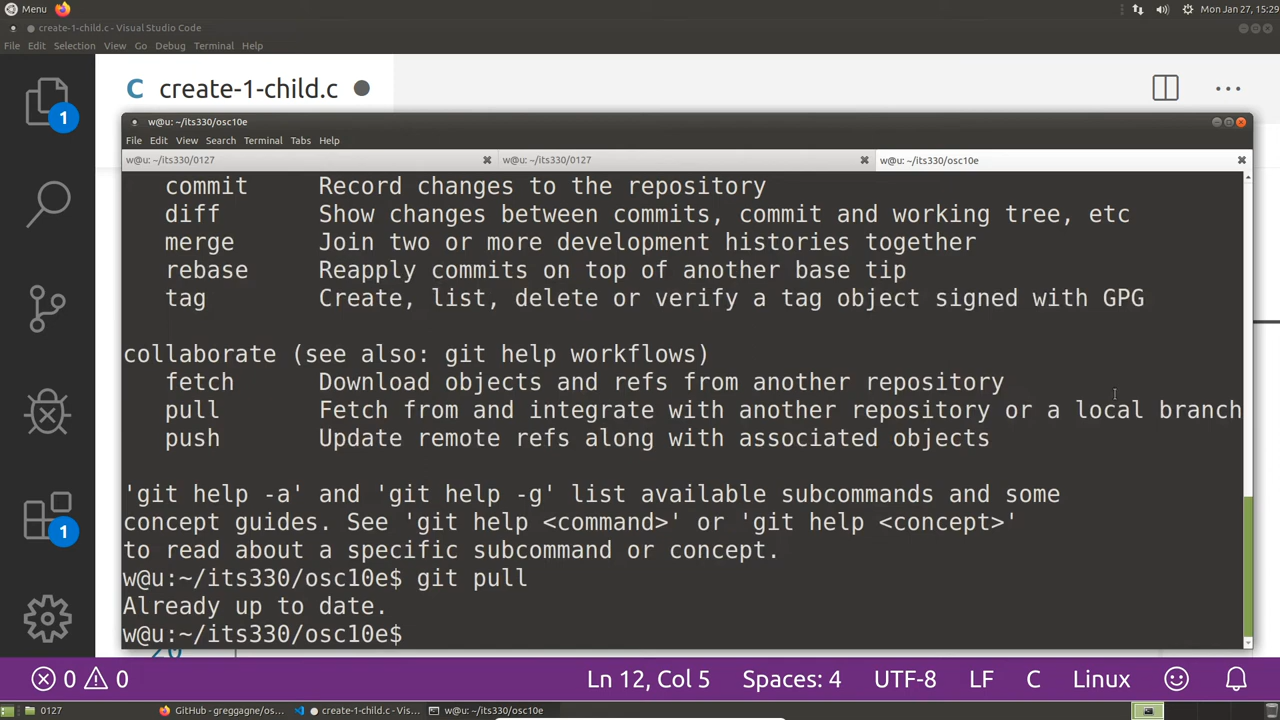 Menu
Mon Jan 27, 15:29
create-1-child.c - Visual Studio Code
File Edit Selection View Go Debug Terminal Help
C create-1-child.c
1
1
w@u: ~/its330/osc10e
File Edit View Search Terminal Tabs Help
w@u: ~/its330/0127 w@u: ~/its330/0127 w@u: ~/its330/osc10e
commit Record changes to the repository
diff Show changes between commits, commit and working tree, etc
merge Join two or more development histories together
rebase Reapply commits on top of another base tip
tag Create, list, delete or verify a tag object signed with GPG
collaborate (see also: git help workflows)
fetch Download objects and refs from another repository
pull Fetch from and integrate with another repository or a local branch
push Update remote refs along with associated objects
'git help -a' and 'git help -g' list available subcommands and some
concept guides. See 'git help <command>' or 'git help <concept>'
to read about a specific subcommand or concept.
w@u:~/its330/osc10e$ git pull
Already up to date.
w@u:~/its330/osc10e$
20
0 0 Ln 12, Col 5 Spaces: 4 UTF-8 LF C Linux
0127 GitHub - greggagne/os... create-1-child.c - Vis... w@u: ~/its330/osc10e